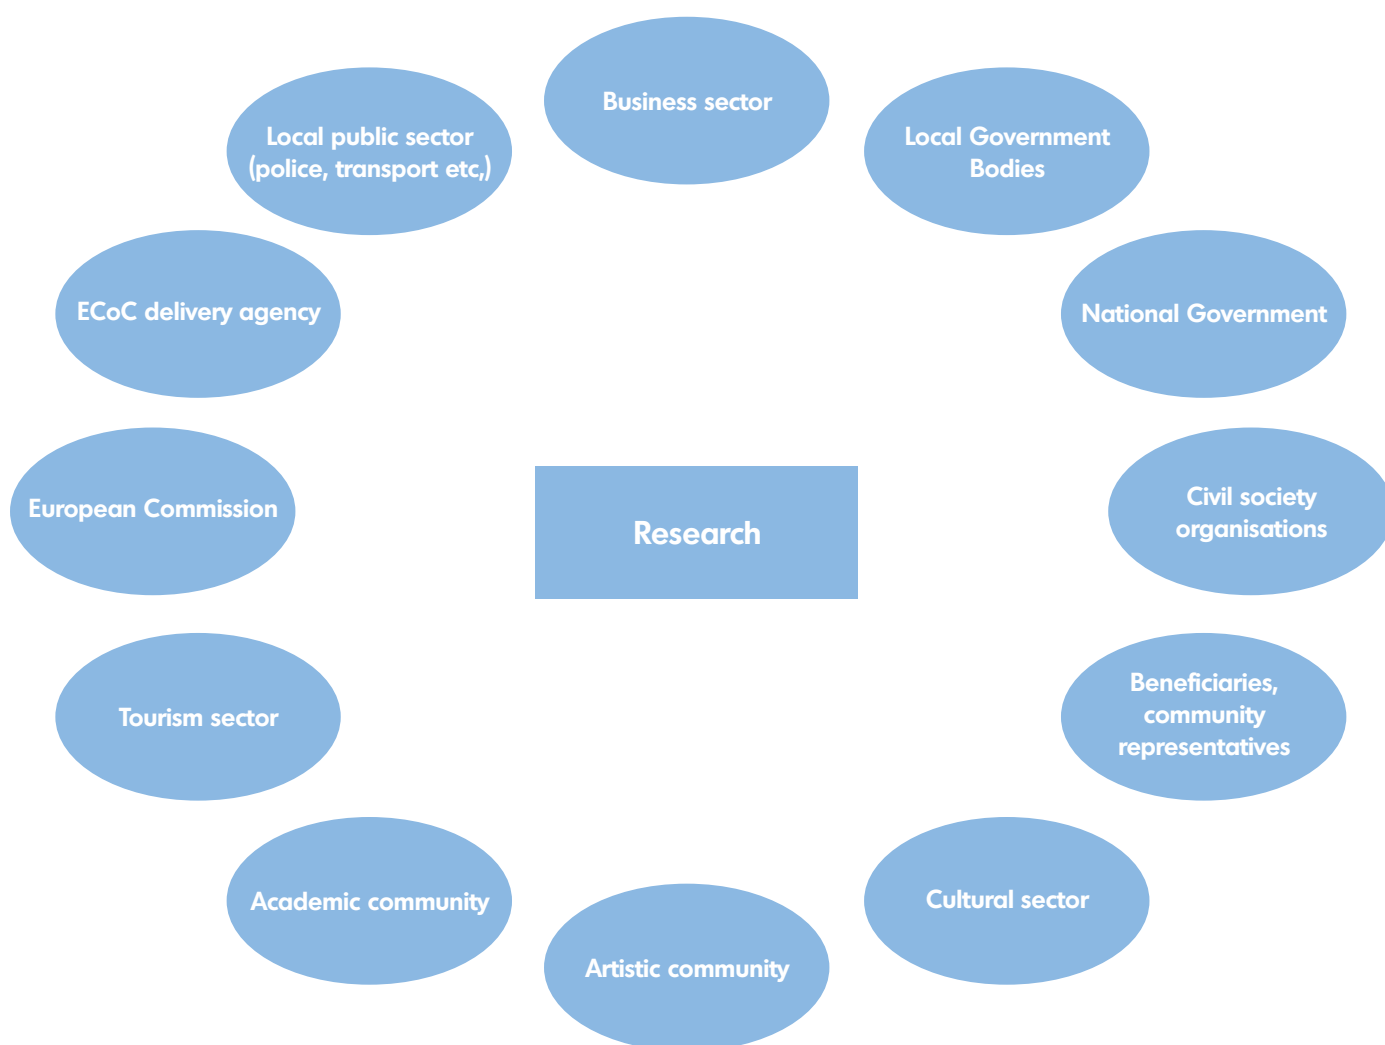 Business sector
Local public sector
(police, transport etc,)
Local Government
Bodies
ECoC delivery agency
National Government
European Commission
Civil society
organisations
Research
Tourism sector
Beneficiaries,
community
representatives
Academic community
Cultural sector
Artistic community